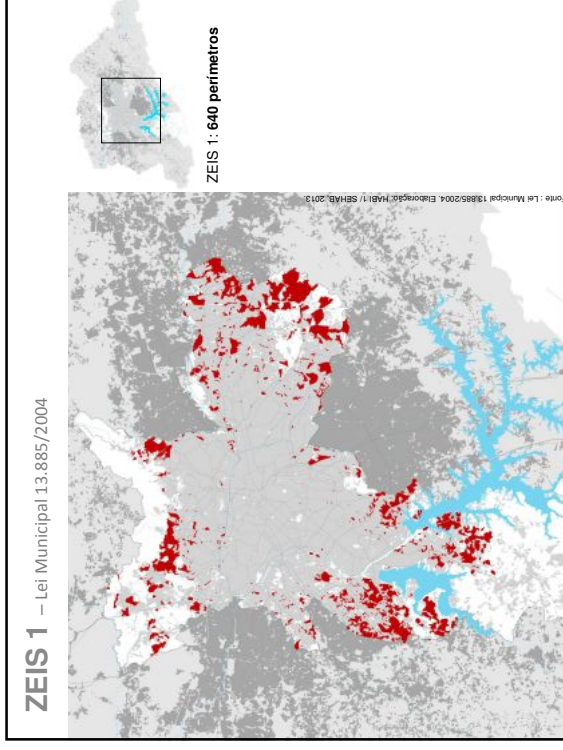 ZEIS 1 – Lei Municipal 13.885/2004
ZEIS 1: 640 perímetros
Fonte : Lei Municipal 13.885/2004. Elaboração: HABI 1 / SEHAB, 2013